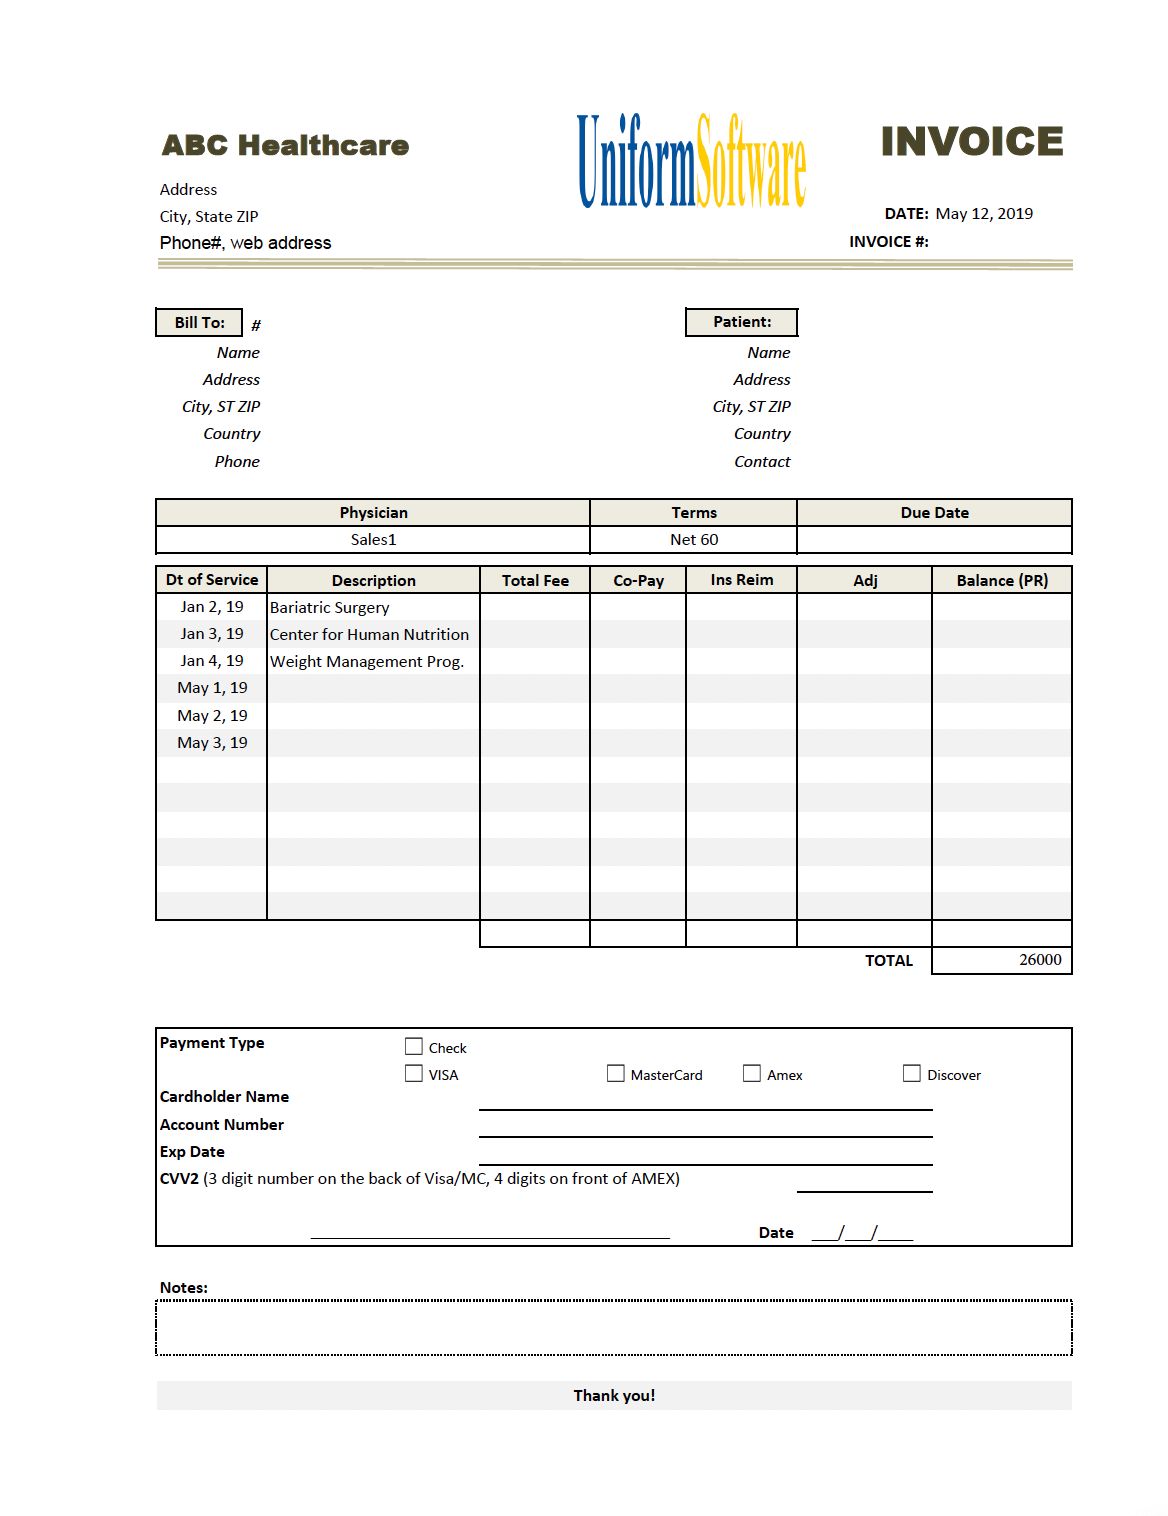 ABC Healthcare
UniformSoftware
INVOICE
Address
City, State ZIP
DATE: May 12, 2019
Phone#, web address
INVOICE #:
Bill To: #
Patient:
Name
Name
Address
Address
City, ST ZIP
City, ST ZIP
Country
Country
Phone
Contact
Physician Terms Due Date
Sales1 Net 60
Dt of Service Description Total Fee Co-Pay Ins Reim Adj Balance (PR)
Jan 2, 19 Bariatric Surgery
Jan 3, 19 Center for Human Nutrition
Jan 4, 19 Weight Management Prog.
May 1, 19
May 2, 19
May 3, 19
TOTAL 26000
Payment Type
Check
VISA MasterCard Amex Discover
Cardholder Name
Account Number
Exp Date
CVV2 (3 digit number on the back of Visa/MC, 4 digits on front of AMEX)
Date ___/___/____
Notes:
Thank you!